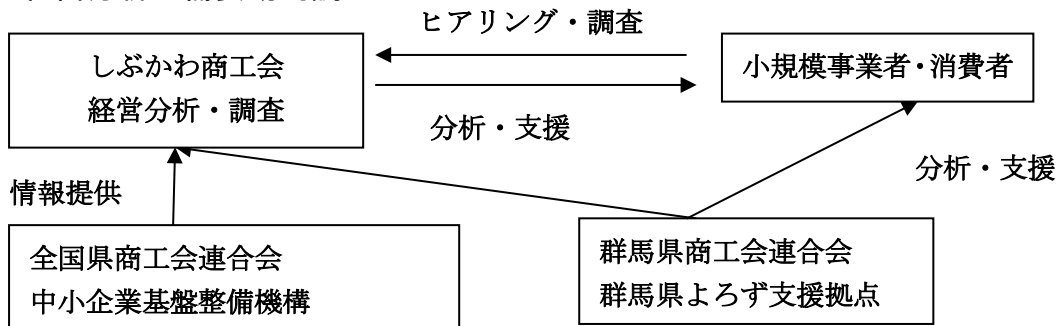 ヒアリング・調査
しぶかわ商工会
経営分析・調査
小規模事業者・消費者
分析・支援
分析・支援
情報提供
全国県商工会連合会
中小企業基盤整備機構
群馬県商工会連合会
群馬県よろず支援拠点